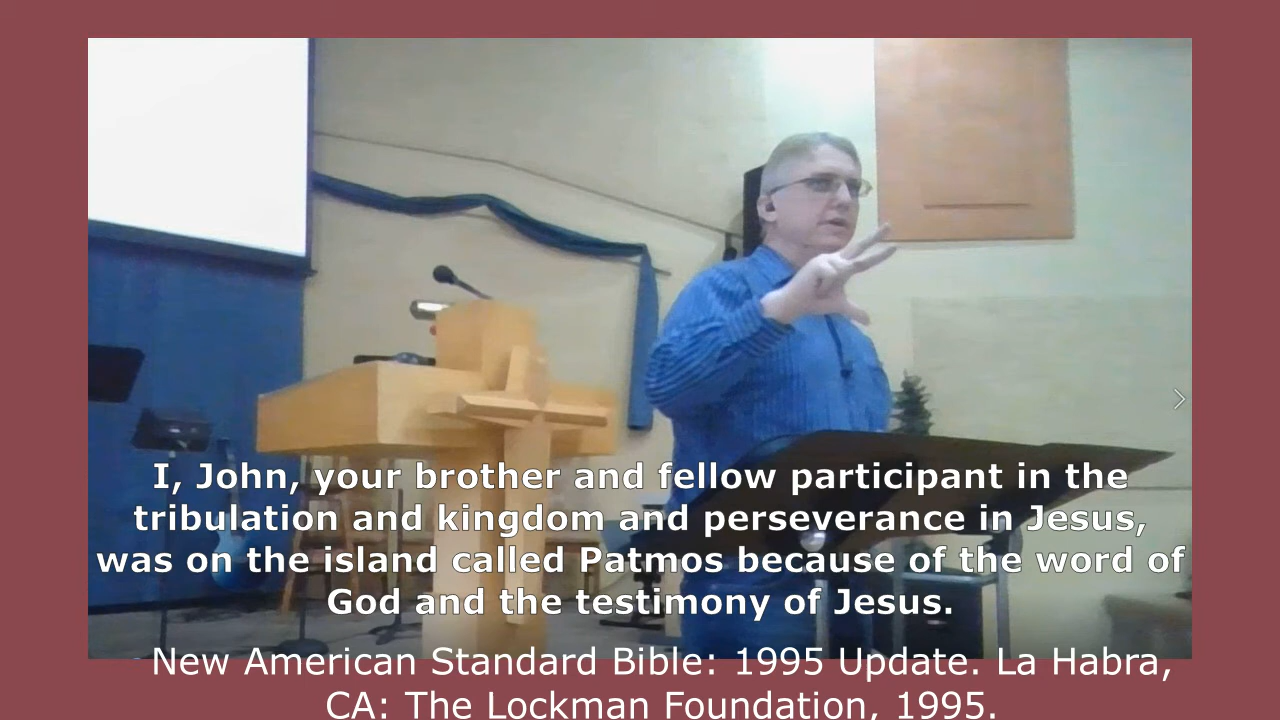 I, John, your brother and fellow participant in the
tribulation and kingdom and perseverance in Jesus,
was on the island called Patmos because of the word of
God and the testimony of Jesus.
New American Standard Bible: 1995 Update. La Habra,
CA: The Lockman Foundation, 1995.